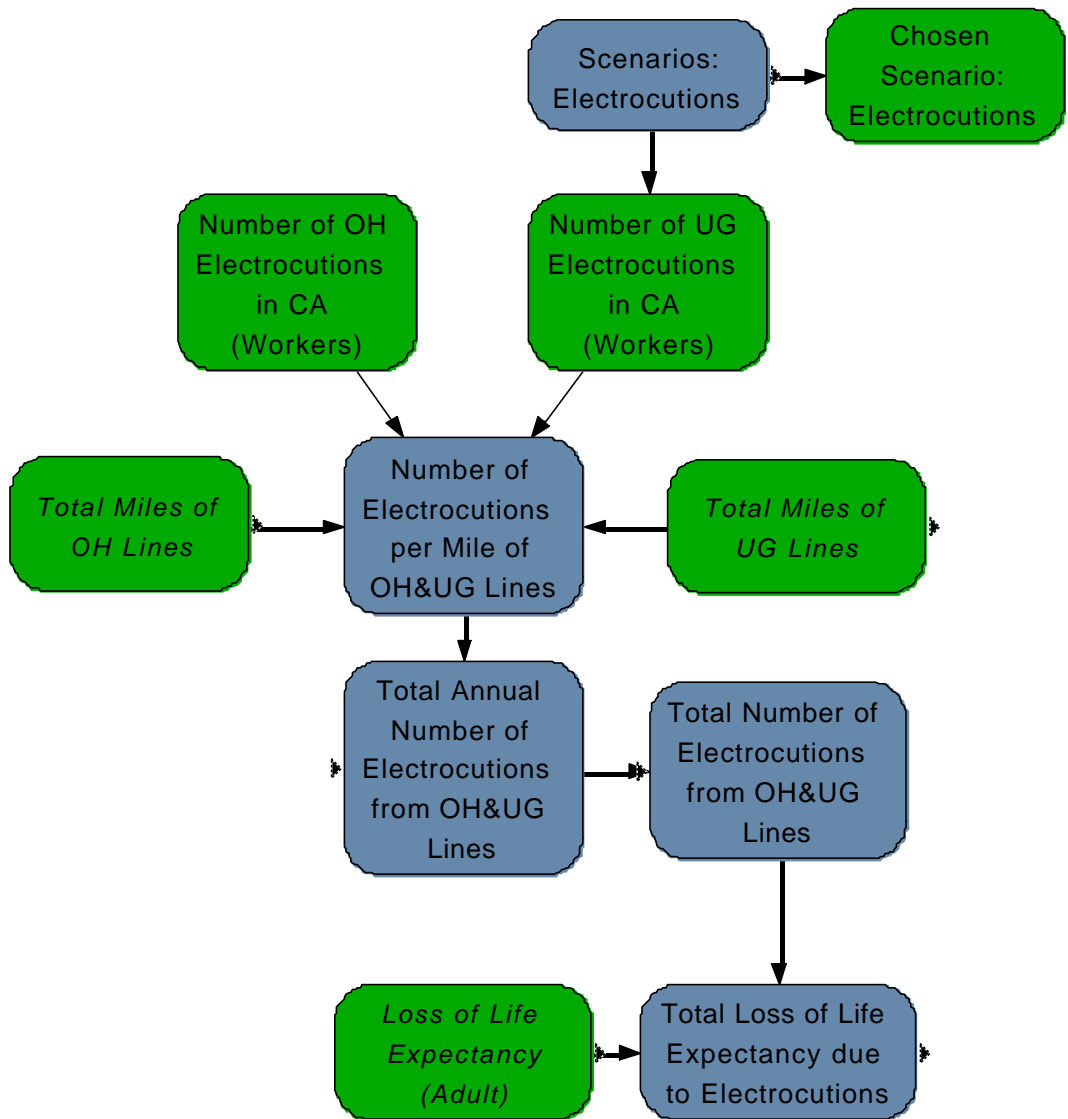 Scenarios:
Electrocutions
Chosen
Scenario:
Electrocutions
Number of OH
Electrocutions
in CA
(Workers)
Number of UG
Electrocutions
in CA
(Workers)
Total Miles of
OH Lines
Number of
Electrocutions
per Mile of
OH&UG Lines
Total Miles of
UG Lines
Total Annual
Number of
Electrocutions
from OH&UG
Lines
Total Number of
Electrocutions
from OH&UG
Lines
Loss of Life
Expectancy
(Adult)
Total Loss of Life
Expectancy due
to Electrocutions